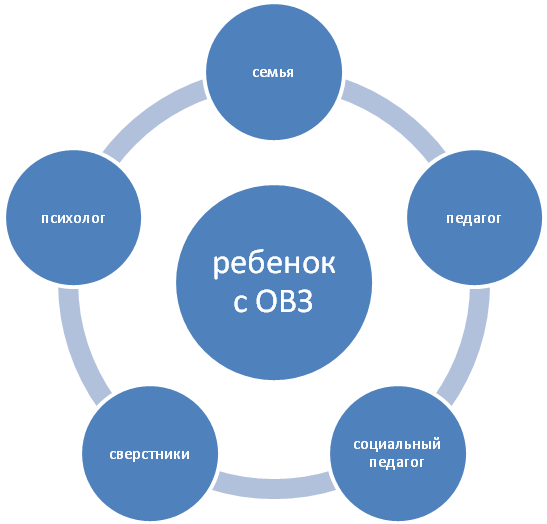 семья
психолог
педагог
ребенок
с ОВЗ
сверстники
социальный
педагог